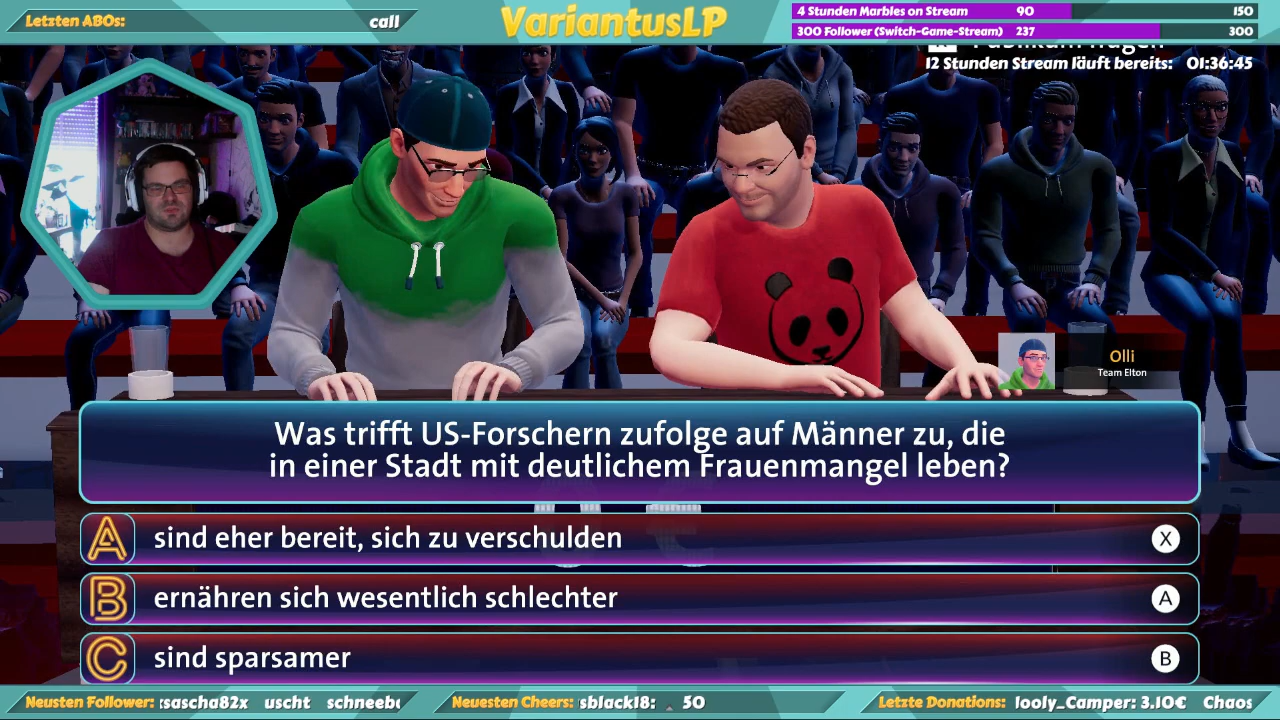 Letzten ABOs:
call
VariantusLP
4 Stunden Marbles on Stream 90 150
300 Follower (Switch-Game-Stream) 237 300
12 Stunden Stream läuft bereits: 01:36:45
Olli
Team Elton
Was trifft US-Forschern zufolge auf Männer zu, die
in einer Stadt mit deutlichem Frauenmangel leben?
A sind eher bereit, sich zu verschulden X
B ernähren sich wesentlich schlechter A
C sind sparsamer B
Neusten Follower: sascha82x uscht
Neuesten Cheers: sblack18: 50
Letzte Donations: looly_Camper: 3.10€ Chaos